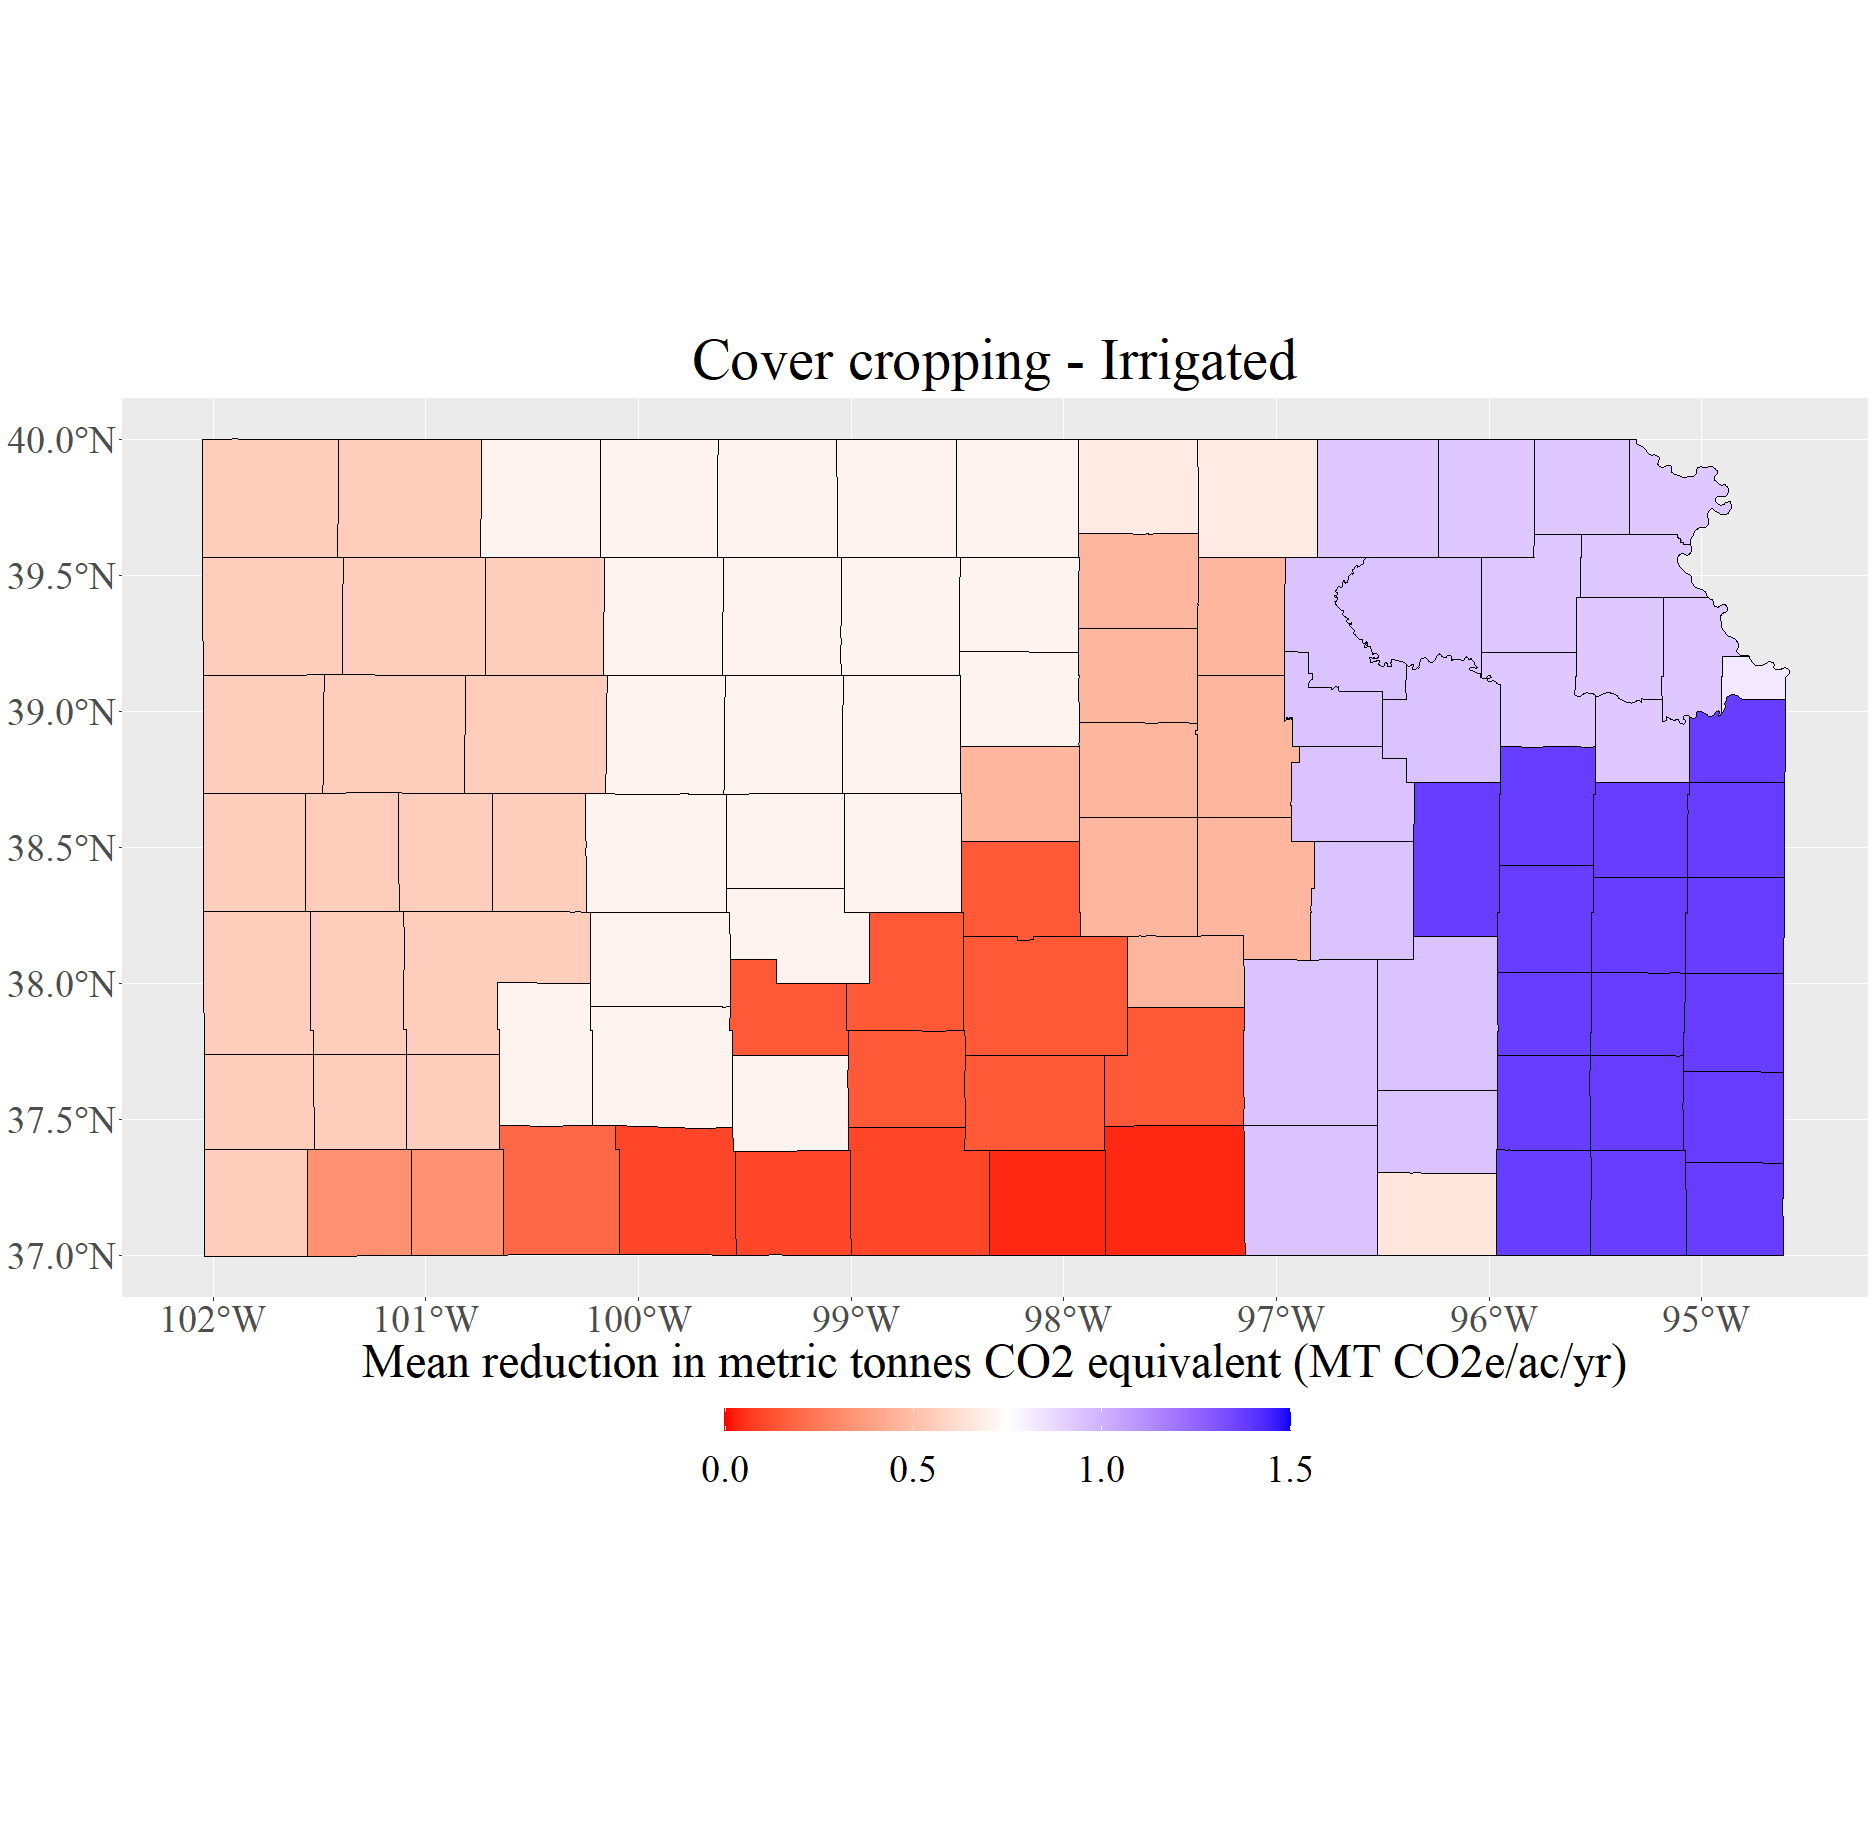 Cover cropping - Irrigated
40.0°N
39.5°N
39.0°N
38.5°N
38.0°N
37.5°N
37.0°N
102°W 101°W 100°W 99°W 98°W 97°W 96°W 95°W
Mean reduction in metric tonnes CO2 equivalent (MT CO2e/ac/yr)
0.0 0.5 1.0 1.5